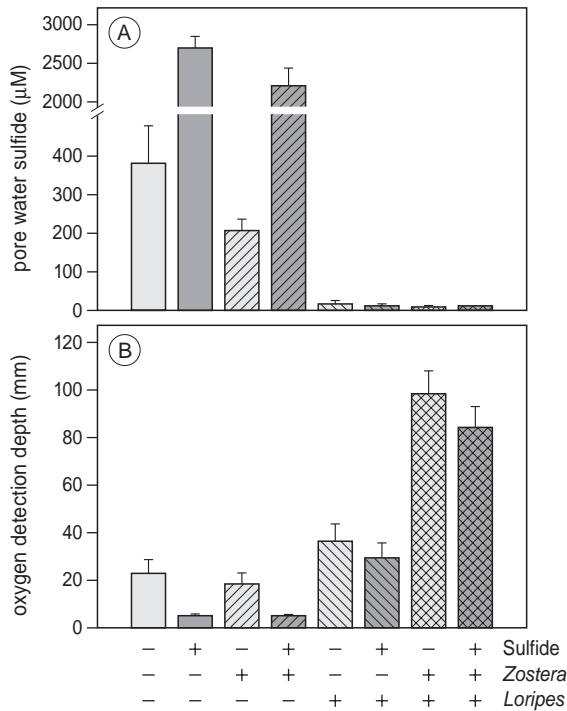 A
pore water sulfide (µM)
3000
2500
2000
400
300
200
100
0
B
oxygen detection depth (mm)
120
100
80
60
40
20
0
− + − + − + − + Sulfide
− − + + − − + + Zostera
− − − − + + + + Loripes